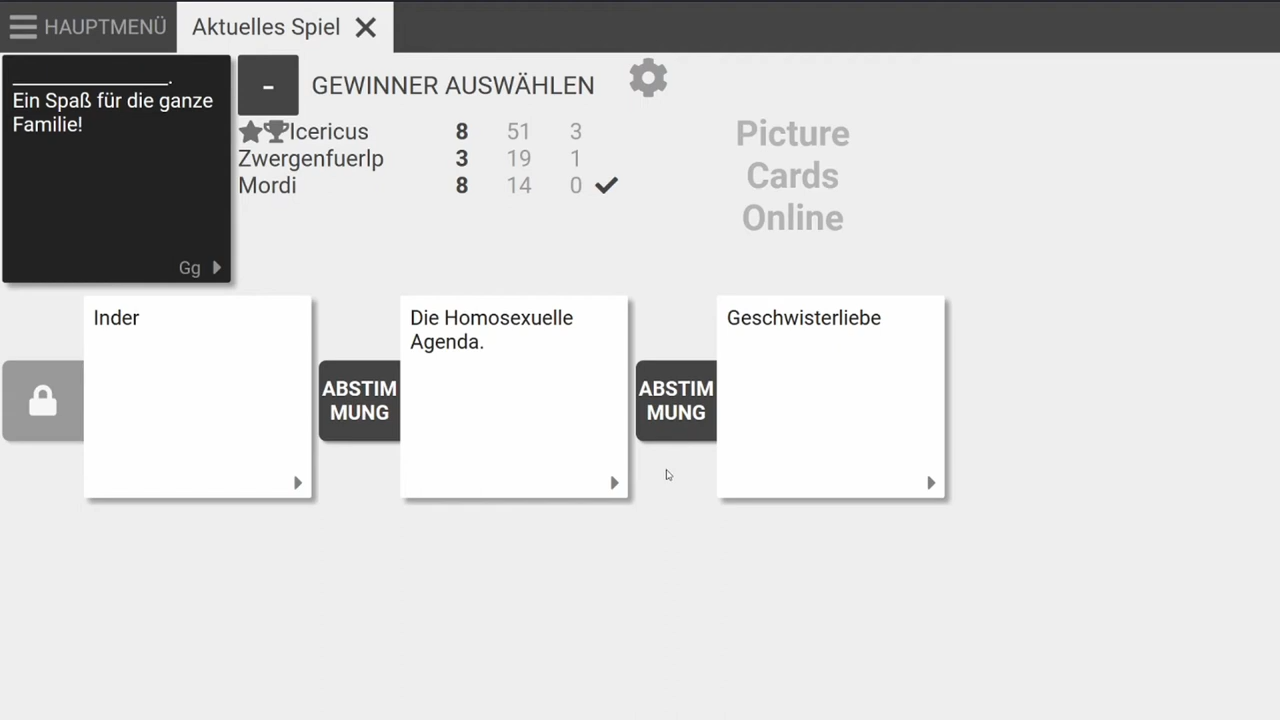 HAUPTMENÜ
Aktuelles Spiel
_______________.
Ein Spaß für die ganze
Familie!
Gg
-
GEWINNER AUSWÄHLEN
Icericus 8 51 3
Zwergenfuerlp 3 19 1
Mordi 8 14 0
Picture
Cards
Online
Inder
ABSTIM
MUNG
Die Homosexuelle
Agenda.
ABSTIM
MUNG
Geschwisterliebe